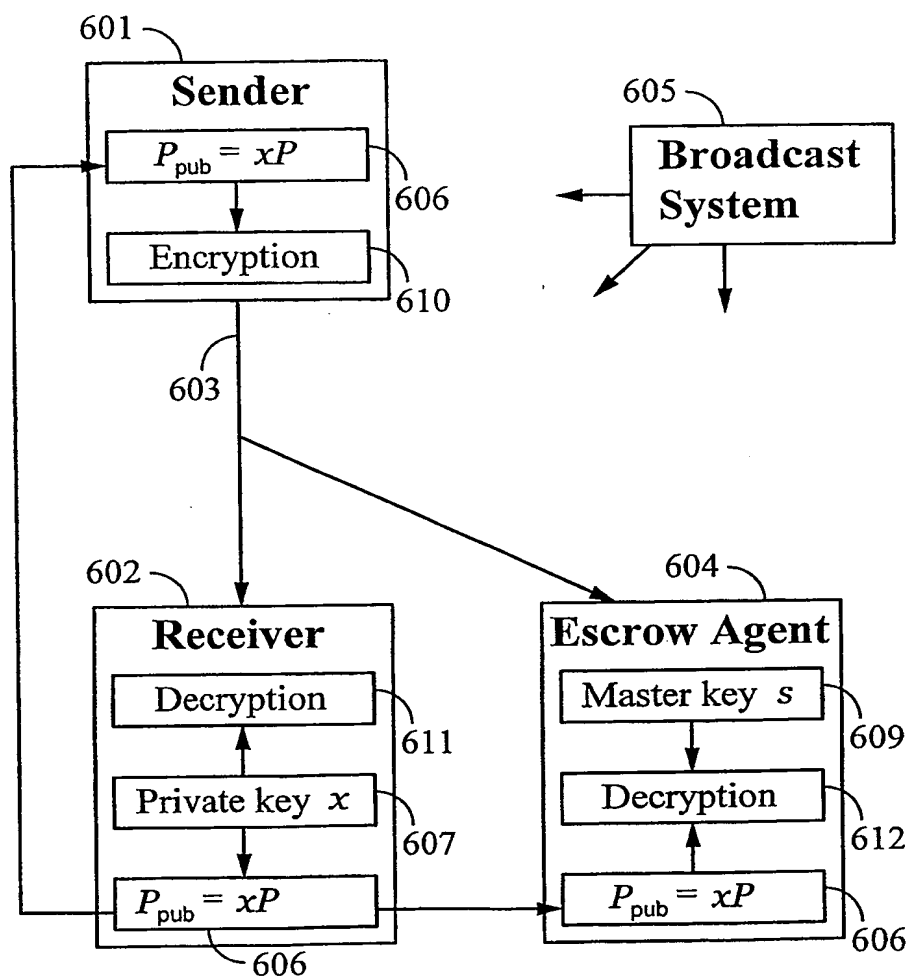 601
Sender
P_pub = xP
606
Encryption
610
605
Broadcast
System
603
602
Receiver
Decryption
611
Private key x
607
P_pub = xP
606
604
Escrow Agent
Master key s
609
Decryption
612
P_pub = xP
606